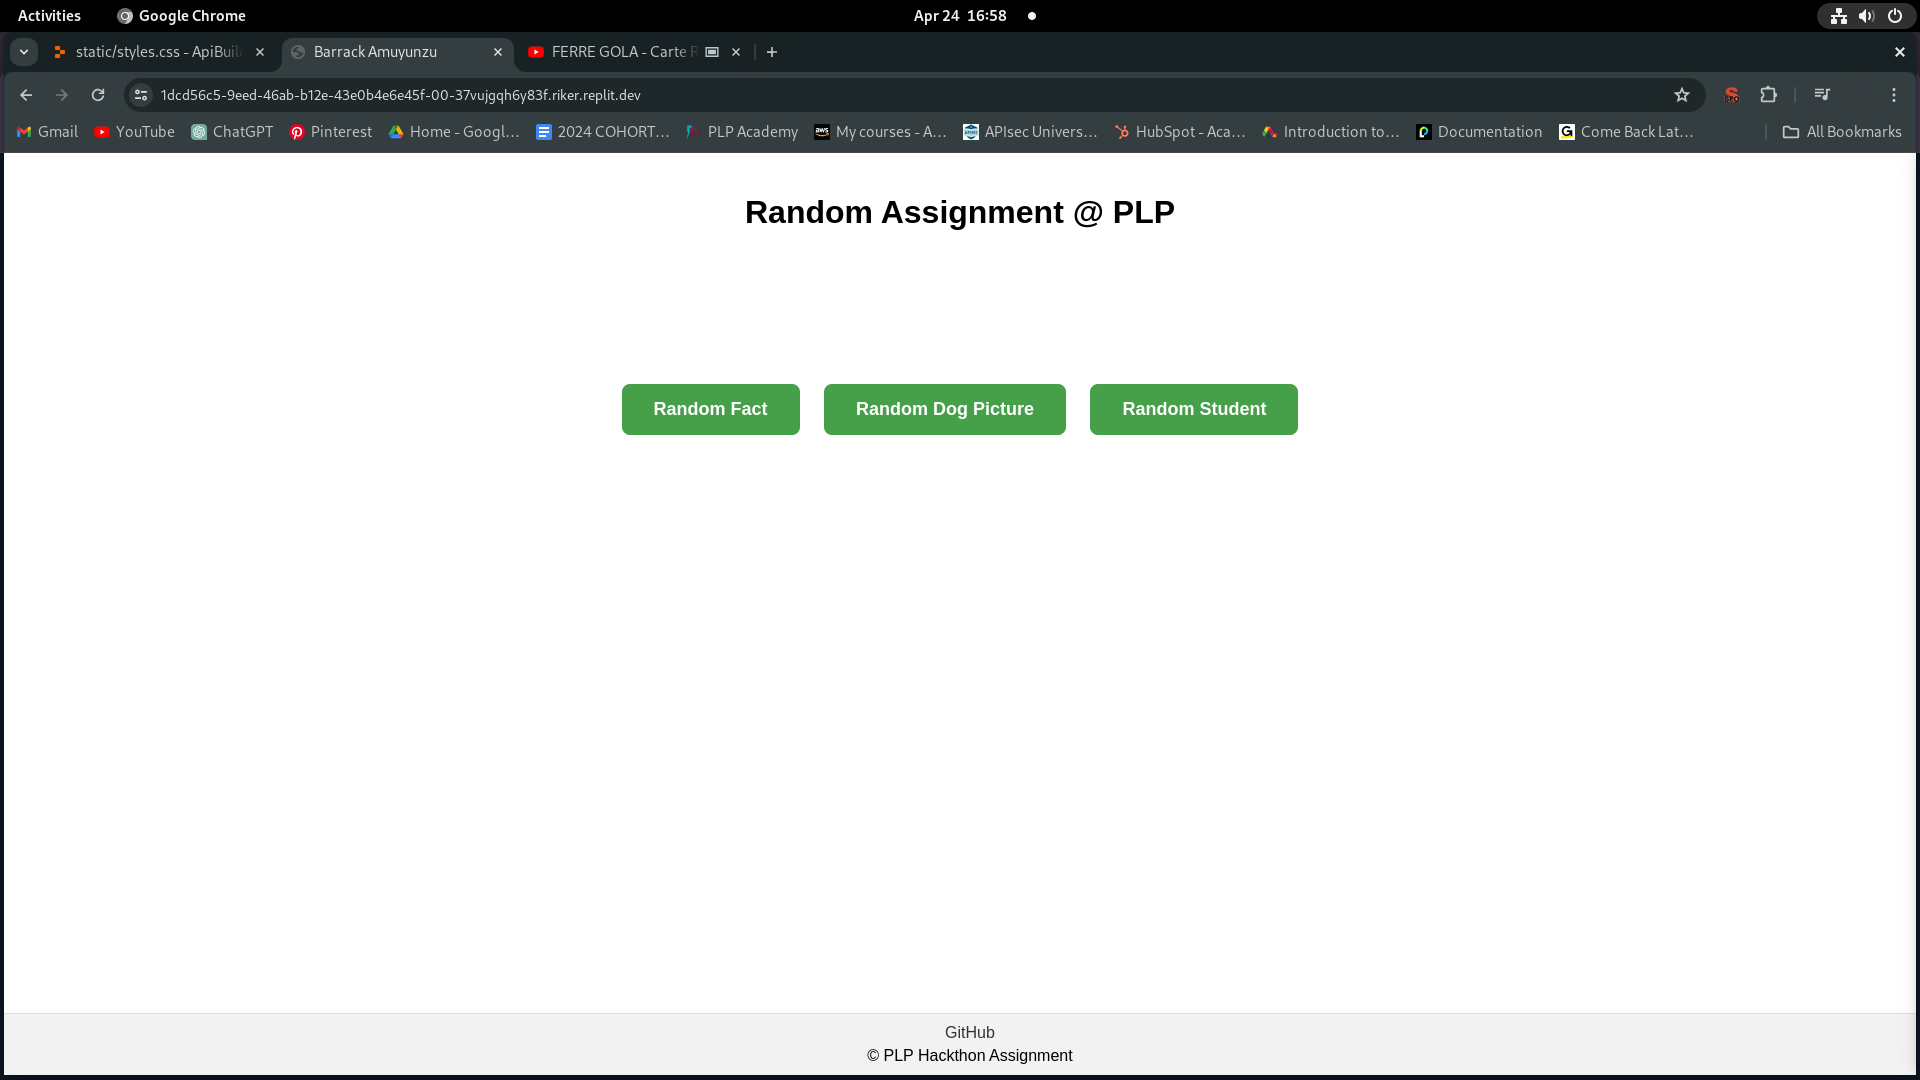 Activities Google Chrome Apr 24 16:58
static/styles.css - ApiBuil Barrack Amuyunzu FERRE GOLA - Carte R
1dcd56c5-9eed-46ab-b12e-43e0b4e6e45f-00-37vujgqh6y83f.riker.replit.dev
Gmail YouTube ChatGPT Pinterest Home - Googl... 2024 COHORT... PLP Academy My courses - A... APIsec Univers... HubSpot - Aca... Introduction to... Documentation Come Back Lat... All Bookmarks
Random Assignment @ PLP
Random Fact Random Dog Picture Random Student
GitHub
© PLP Hackthon Assignment